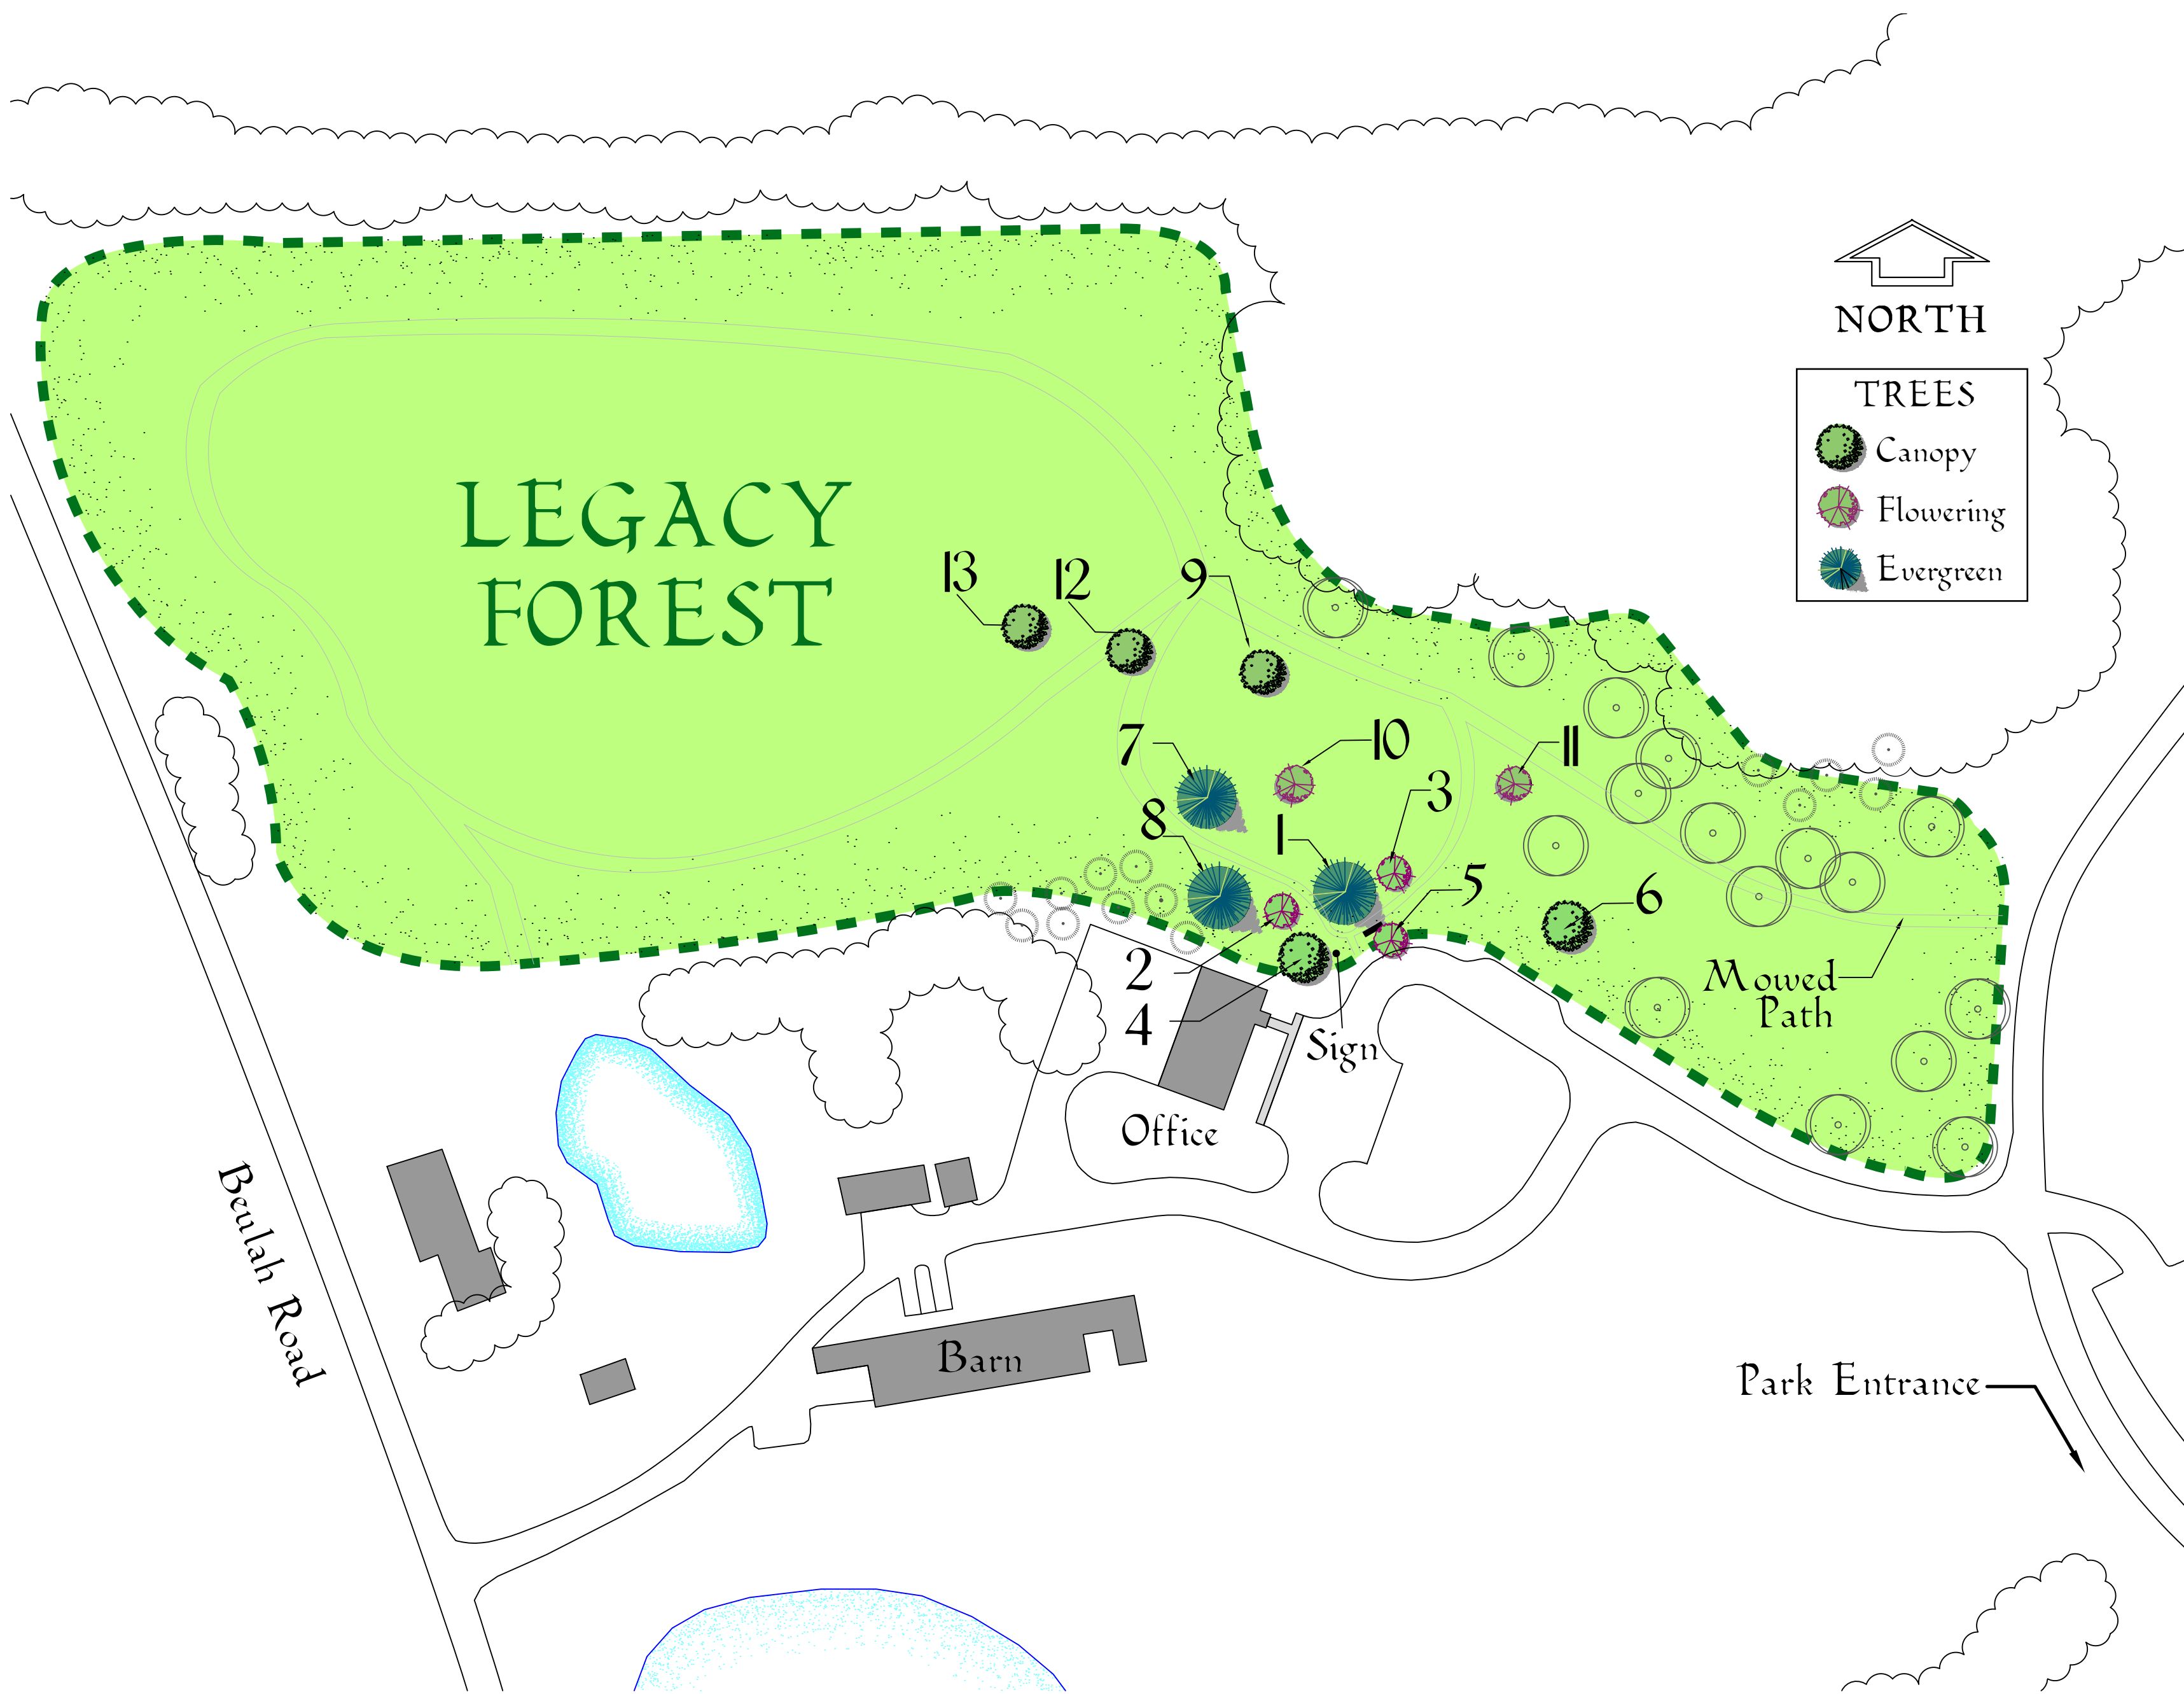 NORTH
TREES
Canopy
Flowering
Evergreen
LEGACY
FOREST
13
12
9
7
10
11
3
8
1
5
6
2
4
Sign
Mowed
Path
Office
Beulah Road
Barn
Park Entrance